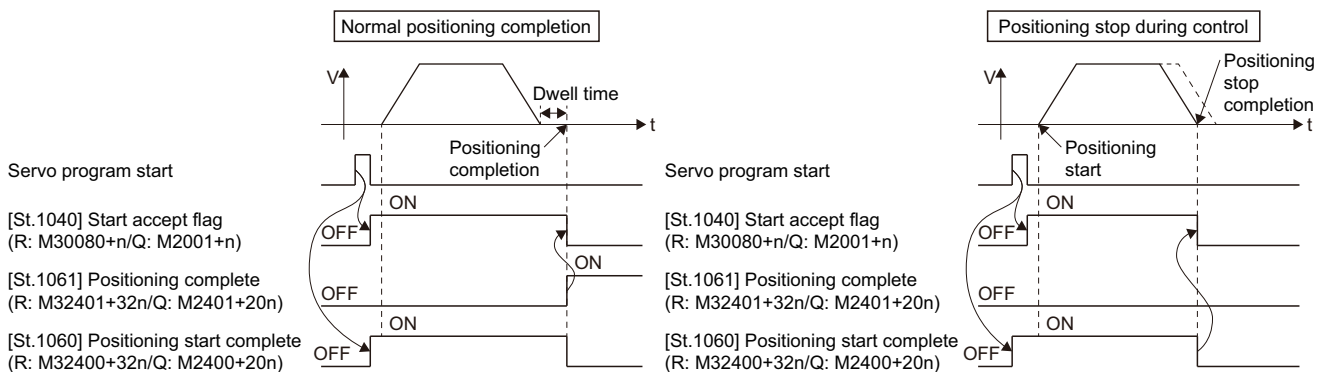 Normal positioning completion
V
Dwell time
t
Positioning
completion
Servo program start
ON
[St.1040] Start accept flag
(R: M30080+n/Q: M2001+n)
OFF
ON
[St.1061] Positioning complete
(R: M32401+32n/Q: M2401+20n)
OFF
ON
[St.1060] Positioning start complete
(R: M32400+32n/Q: M2400+20n)
OFF
Positioning stop during control
V
Positioning
stop
completion
t
Positioning
start
Servo program start
ON
[St.1040] Start accept flag
(R: M30080+n/Q: M2001+n)
OFF
[St.1061] Positioning complete
(R: M32401+32n/Q: M2401+20n)
OFF
ON
[St.1060] Positioning start complete
(R: M32400+32n/Q: M2400+20n)
OFF